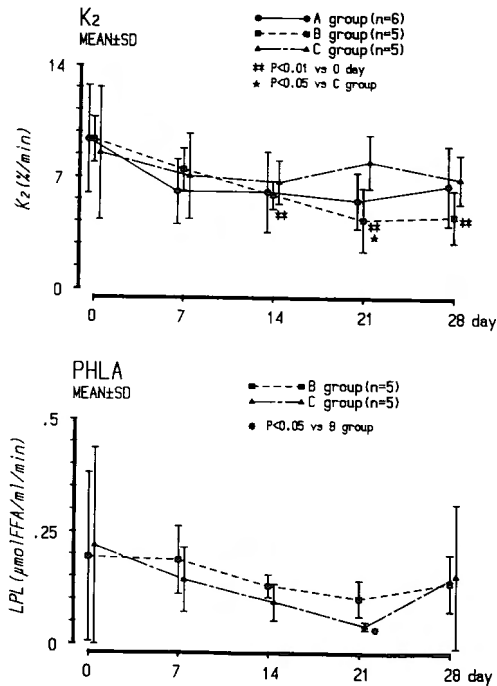 K₂
MEAN±SD
A group(n=6)
B group(n=5)
C group(n=5)
⌗ P<0.01 vs 0 day
★ P<0.05 vs C group
14
7
0
K₂(%/min)
0 7 14 21 28 day
⌗
⌗
★
⌗
PHLA
MEAN±SD
B group(n=5)
C group(n=5)
● P<0.05 vs B group
.5
.25
0
LPL(μmolFFA/ml/min)
0 7 14 21 28 day